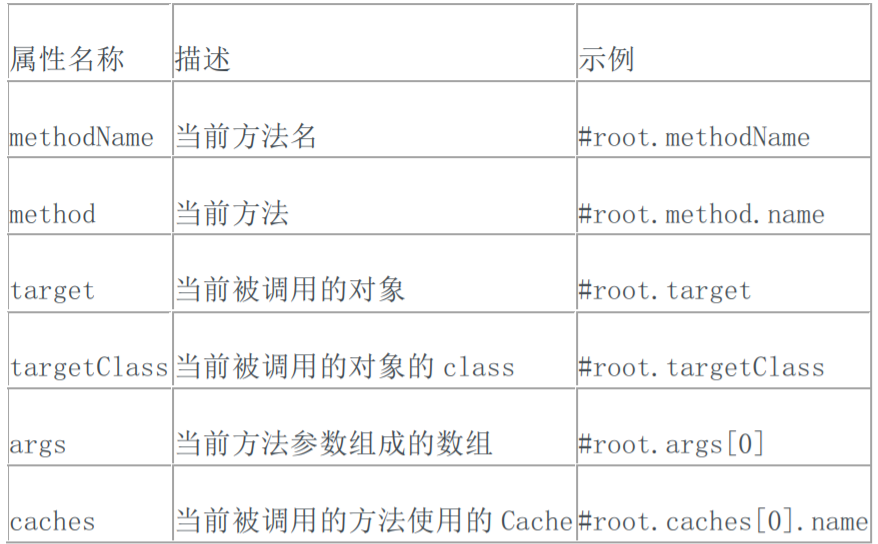 属性名称 描述 示例
methodName 当前方法名 #root.methodName
method 当前方法 #root.method.name
target 当前被调用的对象 #root.target
targetClass 当前被调用的对象的 class #root.targetClass
args 当前方法参数组成的数组 #root.args[0]
caches 当前被调用的方法使用的 Cache #root.caches[0].name